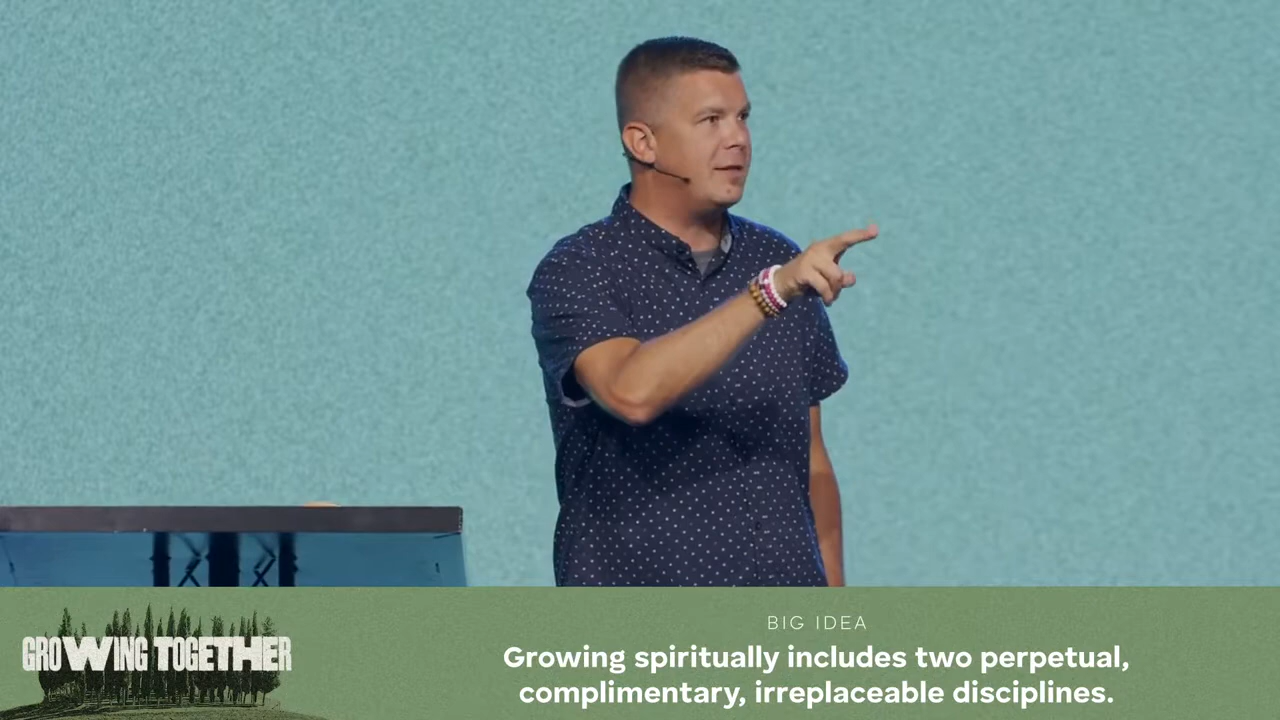 GROWING TOGETHER
BIG IDEA
Growing spiritually includes two perpetual,
complimentary, irreplaceable disciplines.